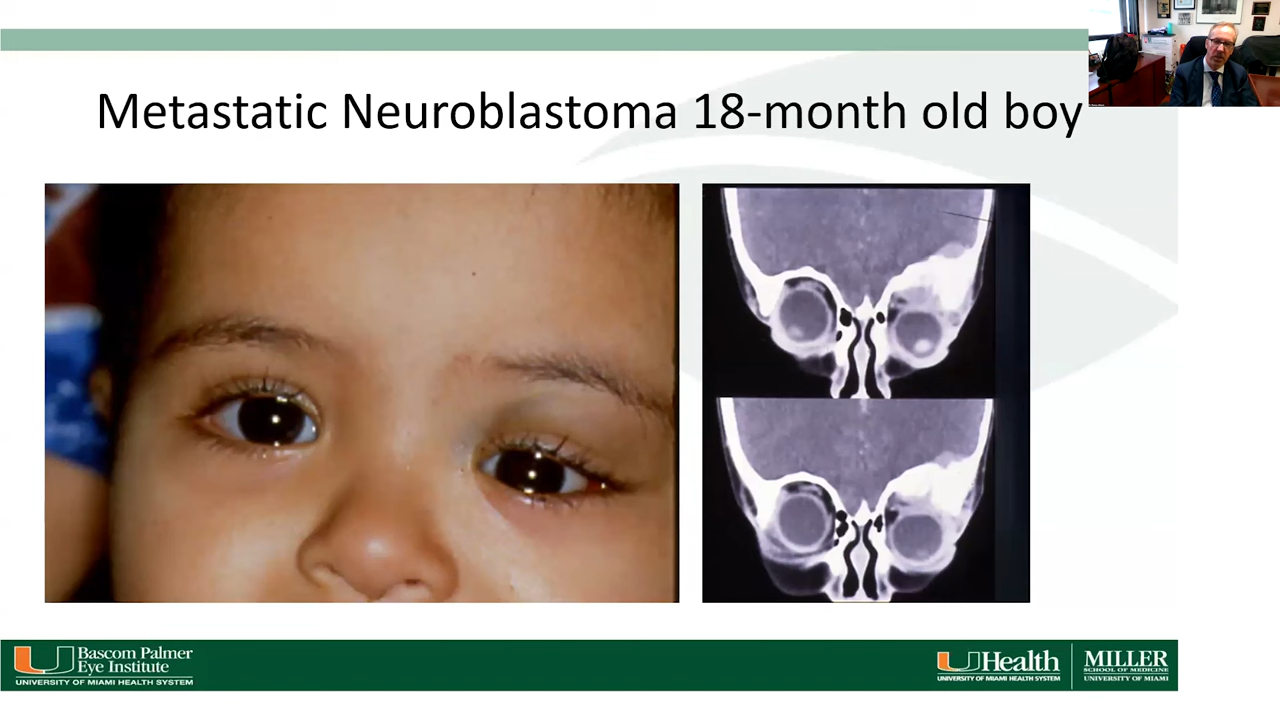 Metastatic Neuroblastoma 18-month old boy
Bascom Palmer
Eye Institute
UNIVERSITY OF MIAMI HEALTH SYSTEM
UHealth
UNIVERSITY OF MIAMI HEALTH SYSTEM
MILLER
SCHOOL OF MEDICINE
UNIVERSITY OF MIAMI